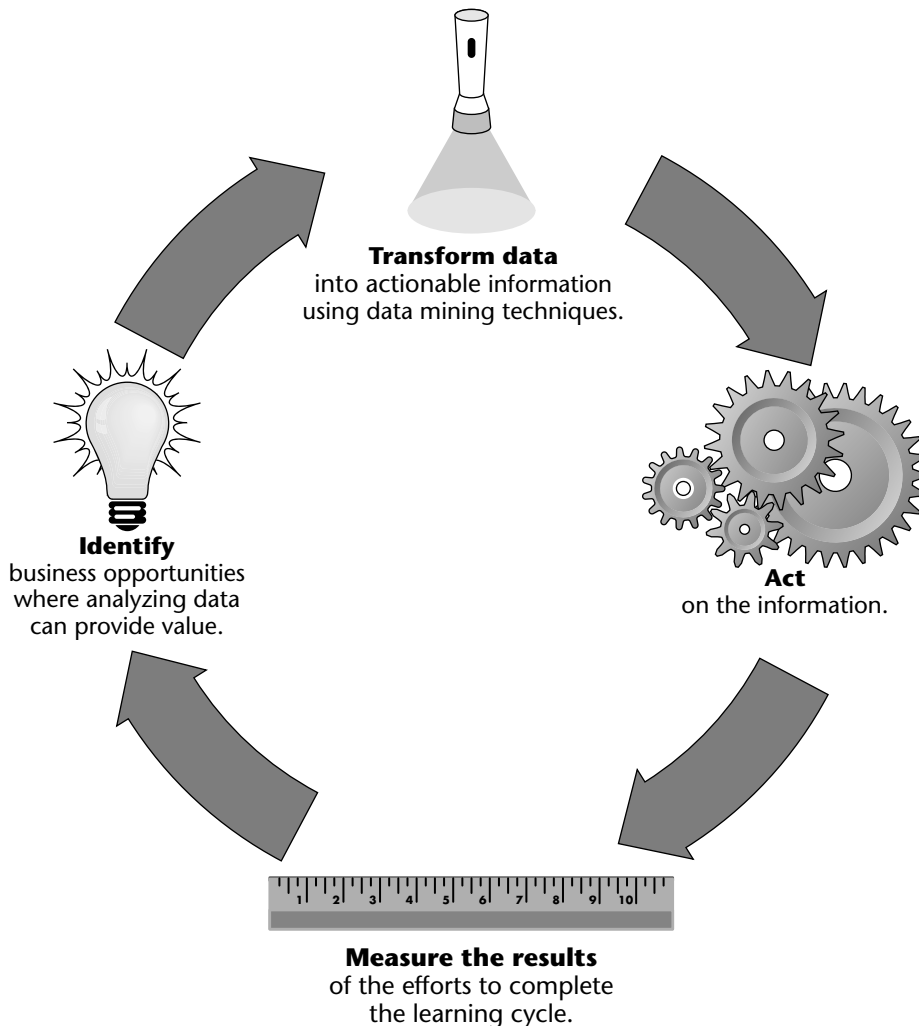 Transform data
into actionable information
using data mining techniques.
Identify
business opportunities
where analyzing data
can provide value.
Act
on the information.
1 2 3 4 5 6 7 8 9 10
Measure the results
of the efforts to complete
the learning cycle.